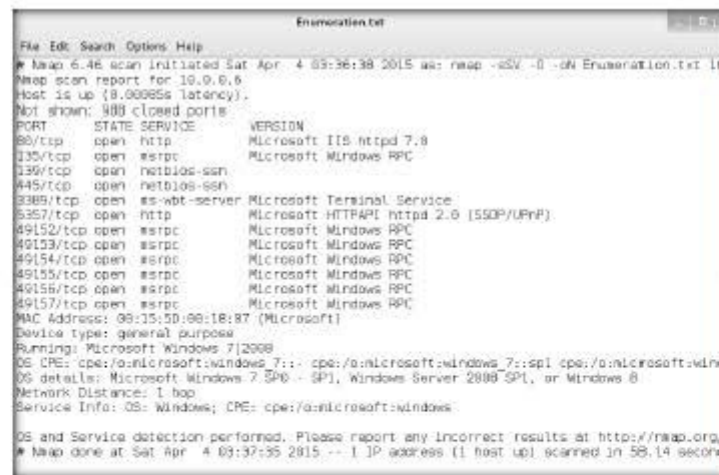 Enumeration.txt
File Edit Search Options Help
# Nmap 6.46 scan initiated Sat Apr 4 03:36:38 2015 as: nmap -sSV -O -oN Enumeration.txt
Nmap scan report for 10.0.0.6
Host is up (0.00085s latency).
Not shown: 988 closed ports
PORT STATE SERVICE VERSION
80/tcp open http Microsoft IIS httpd 7.0
135/tcp open msrpc Microsoft Windows RPC
139/tcp open netbios-ssn
445/tcp open netbios-ssn
3389/tcp open ms-wbt-server Microsoft Terminal Service
5357/tcp open http Microsoft HTTPAPI httpd 2.0 (SSDP/UPnP)
49152/tcp open msrpc Microsoft Windows RPC
49153/tcp open msrpc Microsoft Windows RPC
49154/tcp open msrpc Microsoft Windows RPC
49155/tcp open msrpc Microsoft Windows RPC
49156/tcp open msrpc Microsoft Windows RPC
49157/tcp open msrpc Microsoft Windows RPC
MAC Address: 00:15:5D:00:18:07 (Microsoft)
Device type: general purpose
Running: Microsoft Windows 7|2008
OS CPE: cpe:/o:microsoft:windows_7::- cpe:/o:microsoft:windows_7::sp1 cpe:/o:microsoft:win
OS details: Microsoft Windows 7 SP0 - SP1, Windows Server 2008 SP1, or Windows 8
Network Distance: 1 hop
Service Info: OS: Windows; CPE: cpe:/o:microsoft:windows
OS and Service detection performed. Please report any incorrect results at http://nmap.org/
# Nmap done at Sat Apr 4 03:37:35 2015 -- 1 IP address (1 host up) scanned in 58.14 secon